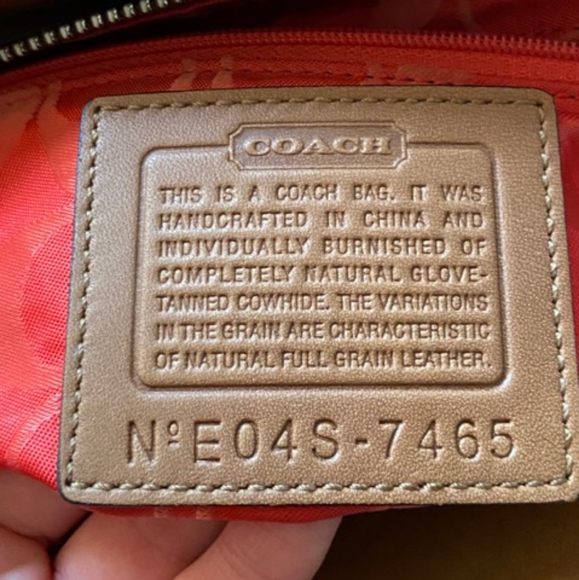 COACH
THIS IS A COACH BAG. IT WAS
HANDCRAFTED IN CHINA AND
INDIVIDUALLY BURNISHED OF
COMPLETELY NATURAL GLOVE-
TANNED COWHIDE. THE VARIATIONS
IN THE GRAIN ARE CHARACTERISTIC
OF NATURAL FULL GRAIN LEATHER.
Nº E04S-7465